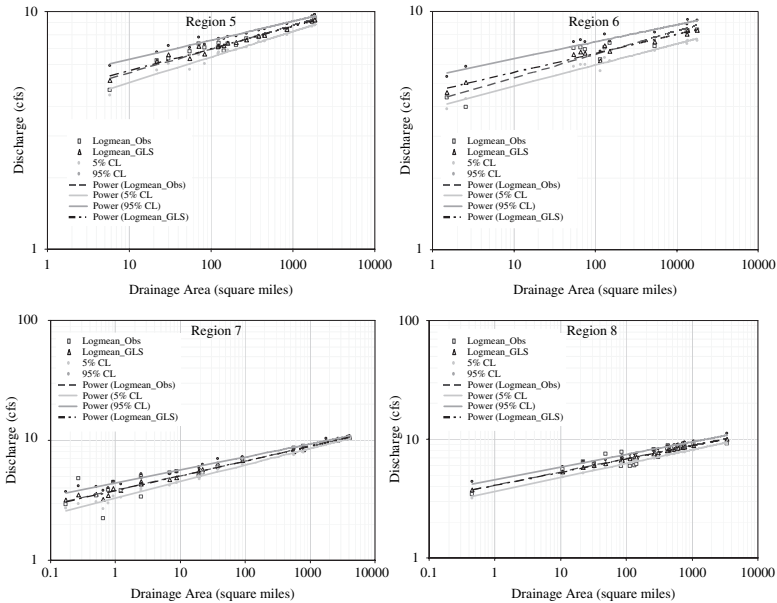 10
Region 5
Discharge (cfs)
Logmean_Obs
Logmean_GLS
5% CL
95% CL
Power (Logmean_Obs)
Power (5% CL)
Power (95% CL)
Power (Logmean_GLS)
1
1 10 100 1000 10000
Drainage Area (square miles)
10
Region 6
Discharge (cfs)
Logmean_Obs
Logmean_GLS
5% CL
95% CL
Power (Logmean_Obs)
Power (5% CL)
Power (95% CL)
Power (Logmean_GLS)
1
1 10 100 1000 10000
Drainage Area (square miles)
100
Region 7
Logmean_Obs
Logmean_GLS
5% CL
95% CL
Power (Logmean_Obs)
Power (5% CL)
Power (95% CL)
Power (Logmean_GLS)
Discharge (cfs)
10
1
0.1 1 10 100 1000 10000
Drainage Area (square miles)
100
Region 8
Logmean_Obs
Logmean_GLS
5% CL
95% CL
Power (Logmean_Obs)
Power (5% CL)
Power (95% CL)
Power (Logmean_GLS)
Discharge (cfs)
10
1
0.1 1 10 100 1000 10000
Drainage Area (square miles)